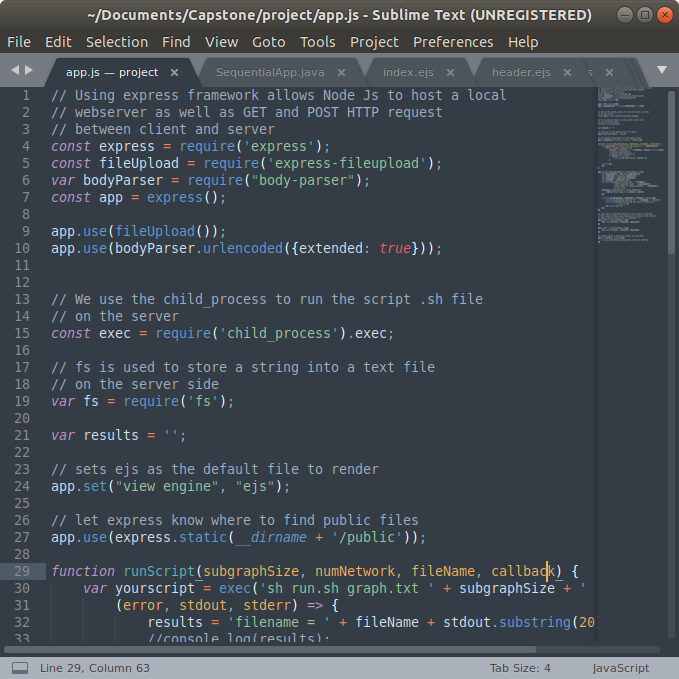 ~/Documents/Capstone/project/app.js - Sublime Text (UNREGISTERED)
File Edit Selection Find View Goto Tools Project Preferences Help
app.js — project × SequentialApp.java × index.ejs × header.ejs × s ×
1 // Using express framework allows Node Js to host a local
2 // webserver as well as GET and POST HTTP request
3 // between client and server
4 const express = require('express');
5 const fileUpload = require('express-fileupload');
6 var bodyParser = require("body-parser");
7 const app = express();
8
9 app.use(fileUpload());
10 app.use(bodyParser.urlencoded({extended: true}));
11
12
13 // We use the child_process to run the script .sh file
14 // on the server
15 const exec = require('child_process').exec;
16
17 // fs is used to store a string into a text file
18 // on the server side
19 var fs = require('fs');
20
21 var results = '';
22
23 // sets ejs as the default file to render
24 app.set("view engine", "ejs");
25
26 // let express know where to find public files
27 app.use(express.static(__dirname + '/public'));
28
29 function runScript(subgraphSize, numNetwork, fileName, callback) {
30 var yourscript = exec('sh run.sh graph.txt ' + subgraphSize + '
31 (error, stdout, stderr) => {
32 results = 'filename = ' + fileName + stdout.substring(20
33 //console.log(results);
Line 29, Column 63 Tab Size: 4 JavaScript